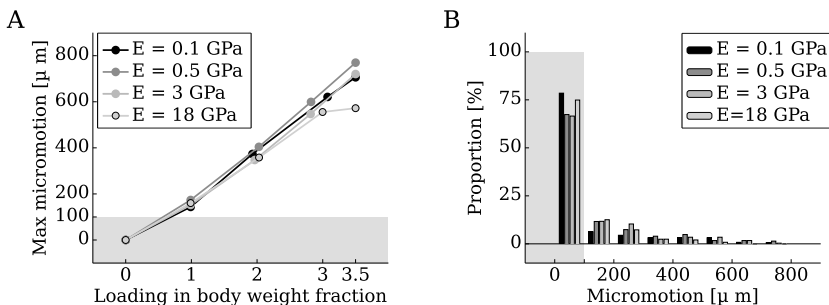 A
Max micromotion [µ m]
800
600
400
200
100
0
E = 0.1 GPa
E = 0.5 GPa
E = 3 GPa
E = 18 GPa
0 1 2 3 3.5
Loading in body weight fraction
B
Proportion [%]
100
75
50
25
0
E = 0.1 GPa
E = 0.5 GPa
E = 3 GPa
E=18 GPa
0 200 400 600 800
Micromotion [µ m]